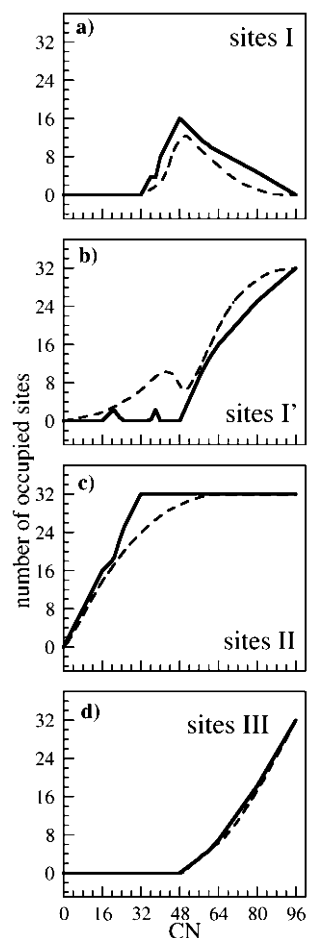 a)
sites I
32
24
16
8
0
b)
sites I'
32
24
16
8
0
number of occupied sites
c)
sites II
32
24
16
8
0
d)
sites III
32
24
16
8
0
0 16 32 48 64 80 96
CN